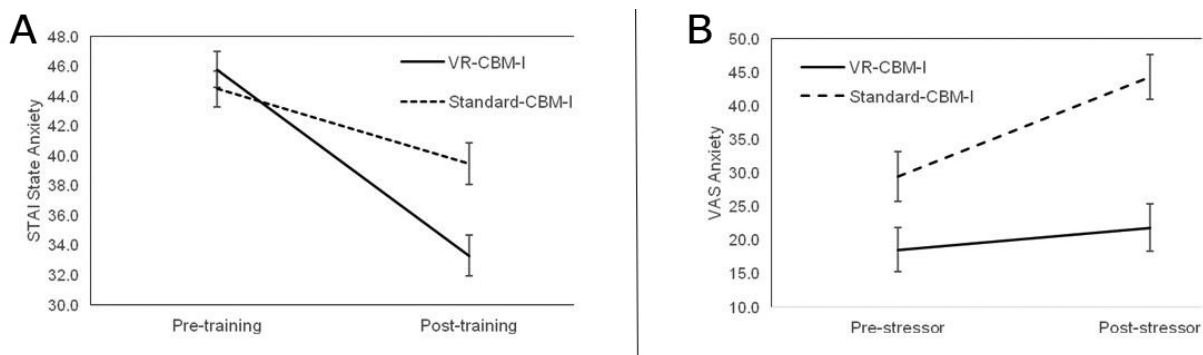 A
STAI State Anxiety
48.0
46.0
44.0
42.0
40.0
38.0
36.0
34.0
32.0
30.0
VR-CBM-I
Standard-CBM-I
Pre-training
Post-training
B
VAS Anxiety
50.0
45.0
40.0
35.0
30.0
25.0
20.0
15.0
10.0
VR-CBM-I
Standard-CBM-I
Pre-stressor
Post-stressor